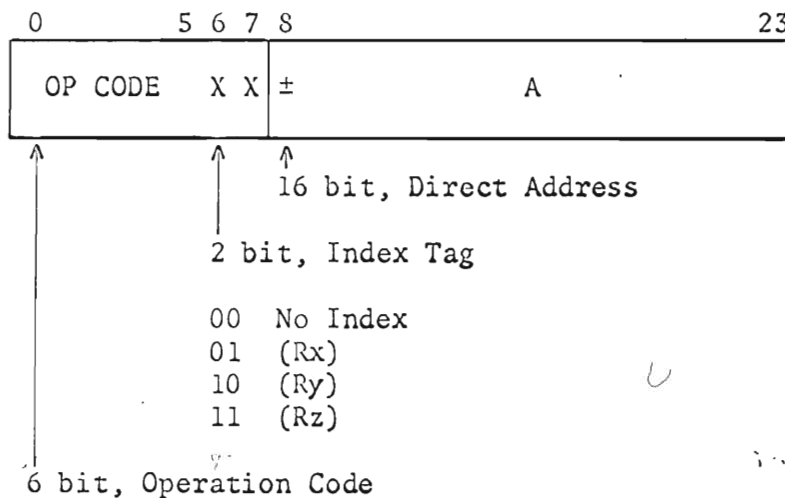 0 5 6 7 8 23
OP CODE X X ± A
16 bit, Direct Address
2 bit, Index Tag
00 No Index
01 (Rx)
10 (Ry)
11 (Rz)
6 bit, Operation Code